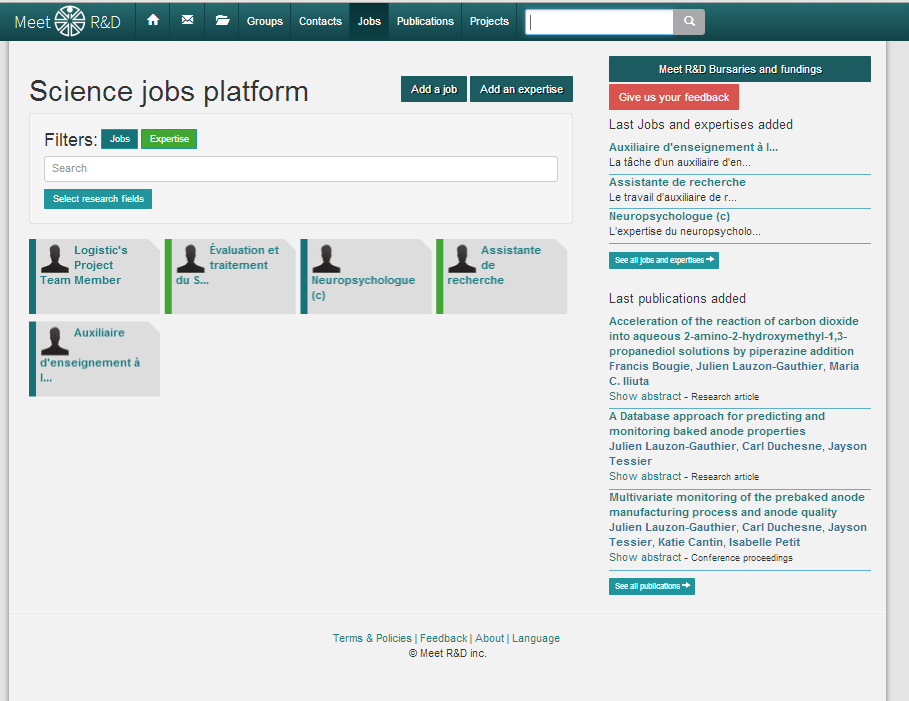 Meet R&D
Groups
Contacts
Jobs
Publications
Projects
Science jobs platform
Add a job
Add an expertise
Filters:
Jobs
Expertise
Search
Select research fields
Logistic's
Project
Team Member
Évaluation et
traitement
du S...
Neuropsychologue
(c)
Assistante
de
recherche
Auxiliaire
d'enseignement à
l...
Meet R&D Bursaries and fundings
Give us your feedback
Last Jobs and expertises added
Auxiliaire d'enseignement à l...
La tâche d'un auxiliaire d'en...
Assistante de recherche
Le travail d'auxiliaire de r...
Neuropsychologue (c)
L'expertise du neuropsycholo...
See all jobs and expertises
Last publications added
Acceleration of the reaction of carbon dioxide
into aqueous 2-amino-2-hydroxymethyl-1,3-
propanediol solutions by piperazine addition
Francis Bougie, Julien Lauzon-Gauthier, Maria
C. Iliuta
Show abstract - Research article
A Database approach for predicting and
monitoring baked anode properties
Julien Lauzon-Gauthier, Carl Duchesne, Jayson
Tessier
Show abstract - Research article
Multivariate monitoring of the prebaked anode
manufacturing process and anode quality
Julien Lauzon-Gauthier, Carl Duchesne, Jayson
Tessier, Katie Cantin, Isabelle Petit
Show abstract - Conference proceedings
See all publications
Terms & Policies | Feedback | About | Language
© Meet R&D inc.